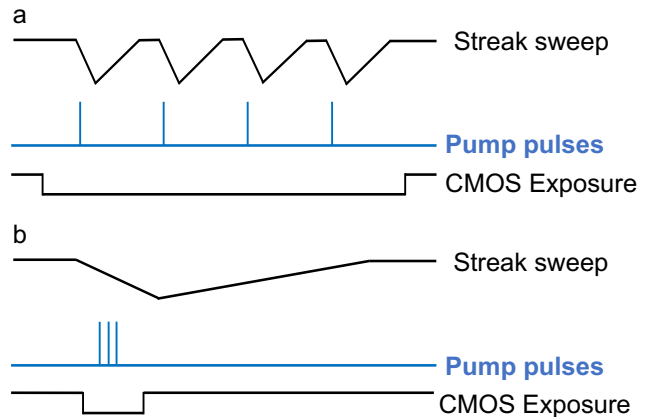 a
Streak sweep
Pump pulses
CMOS Exposure
b
Streak sweep
Pump pulses
CMOS Exposure